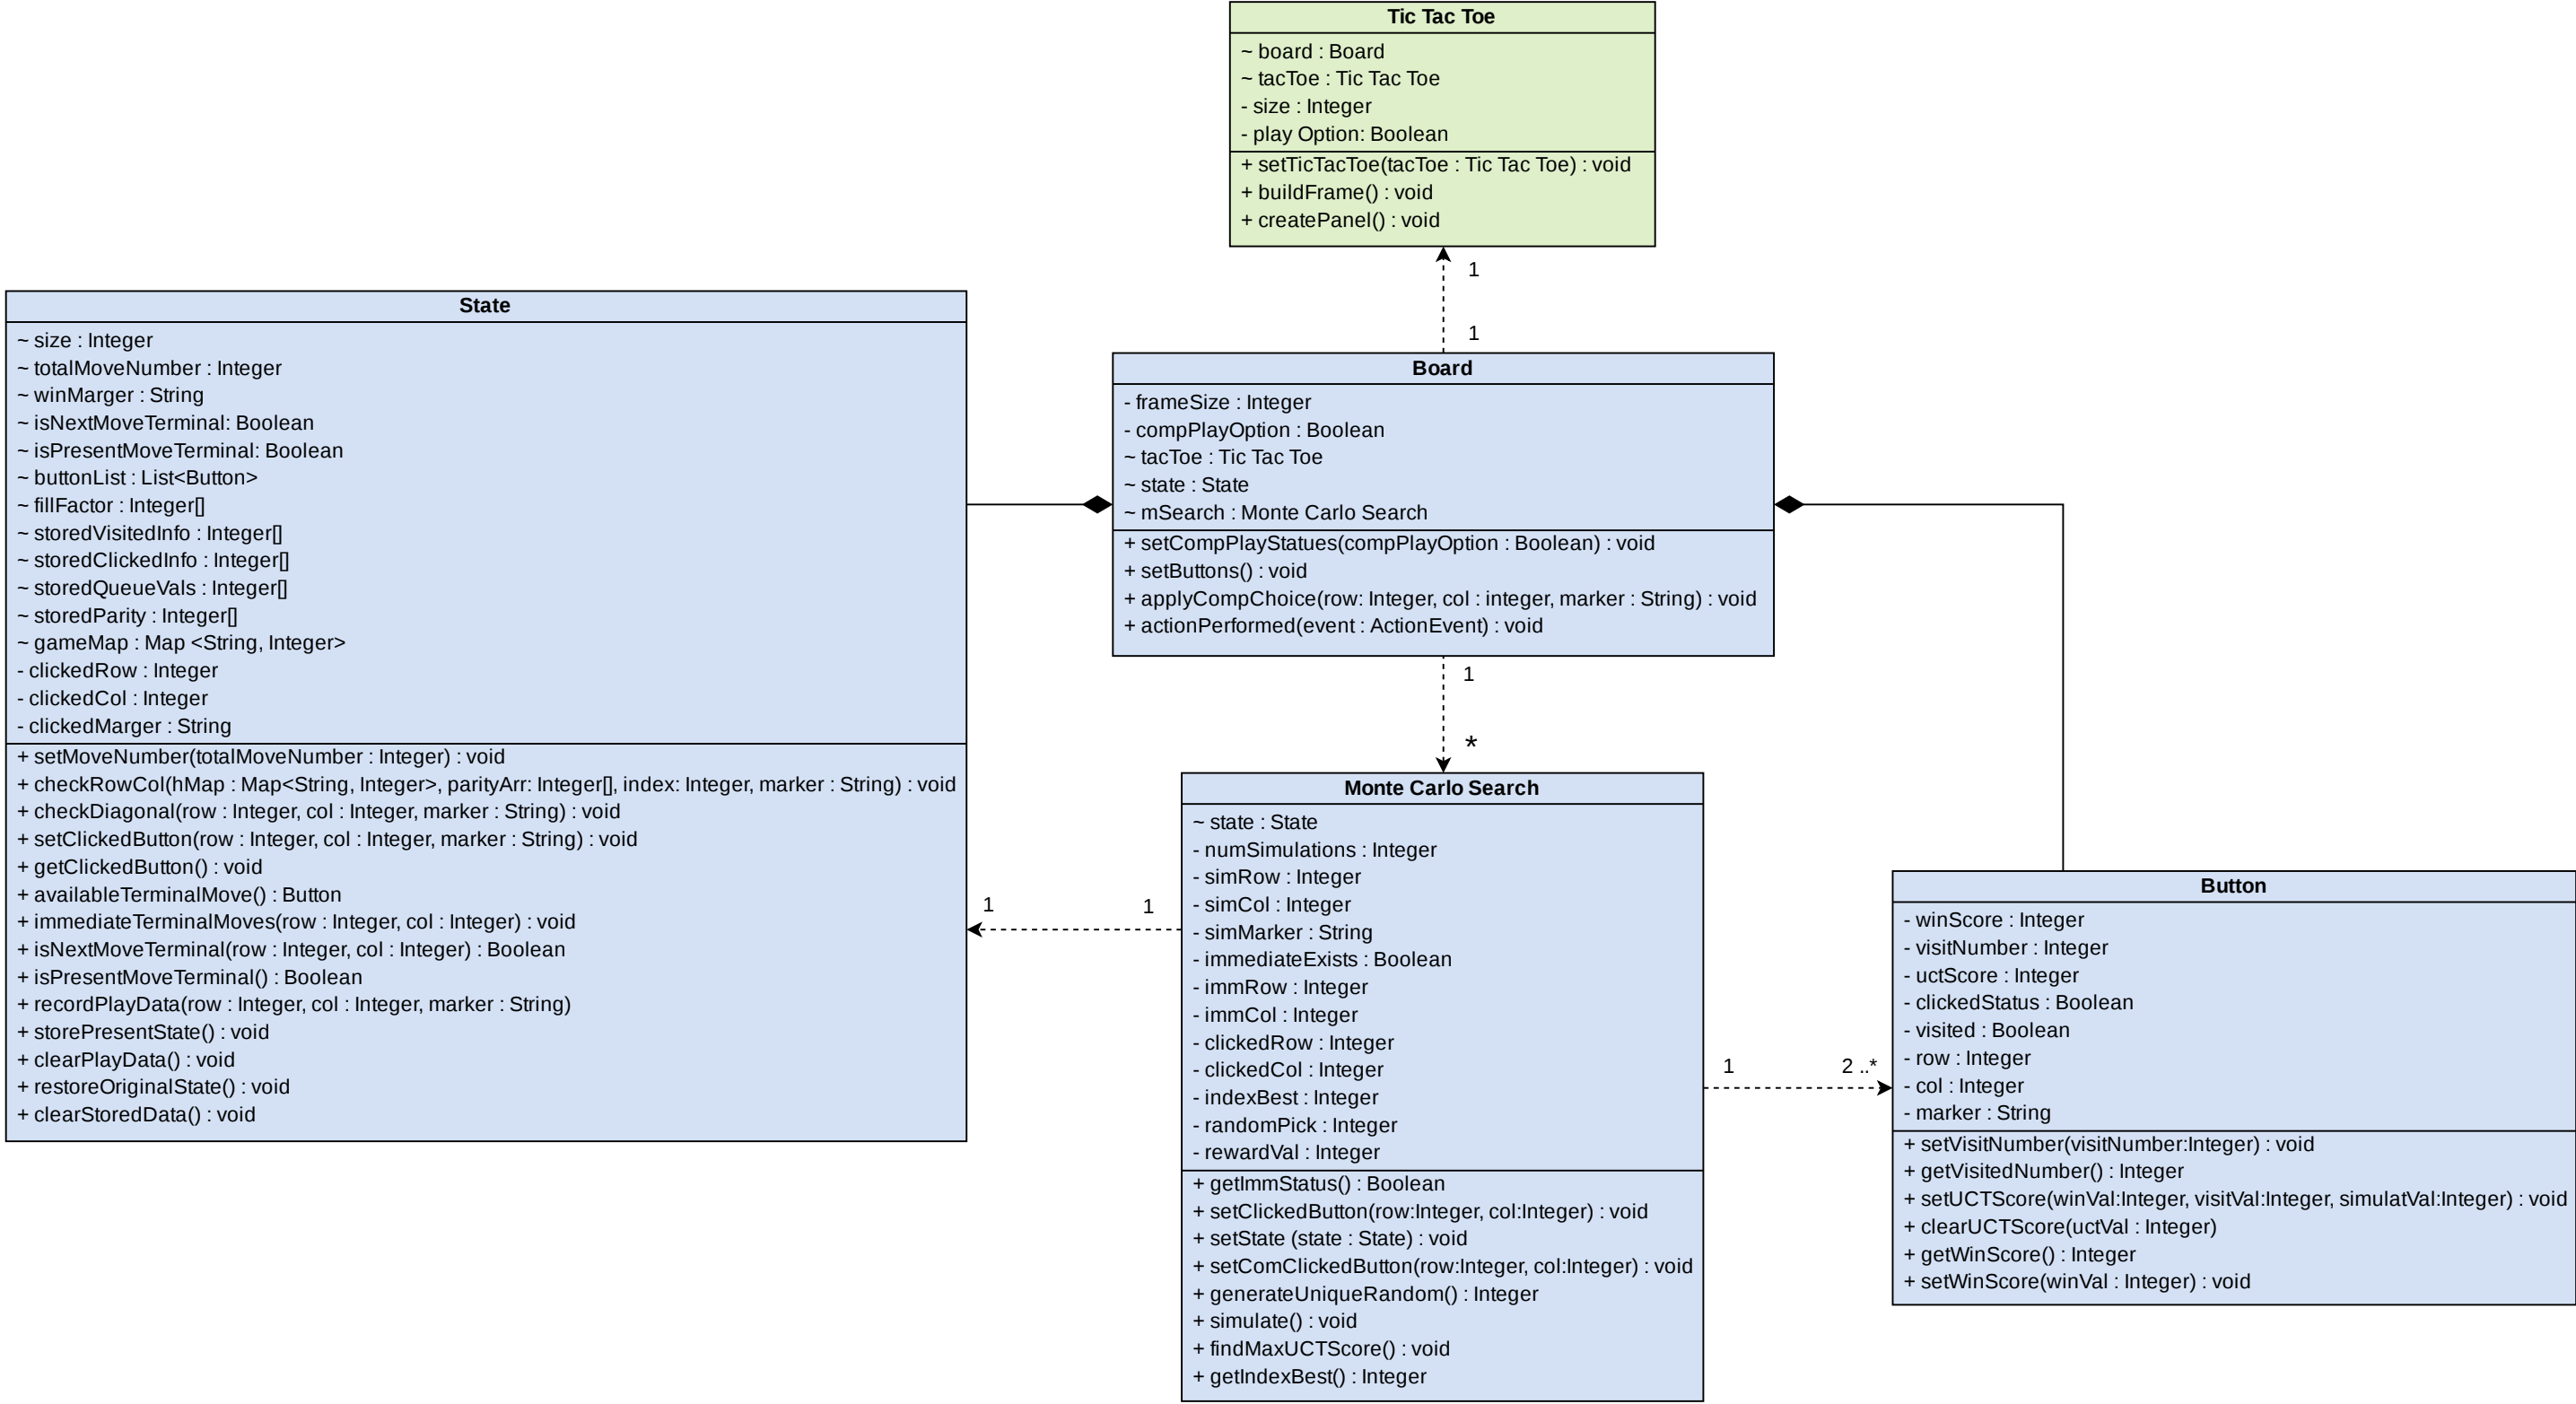 Tic Tac Toe
~ board : Board
~ tacToe : Tic Tac Toe
- size : Integer
- play Option: Boolean
+ setTicTacToe(tacToe : Tic Tac Toe) : void
+ buildFrame() : void
+ createPanel() : void
1
1
State
~ size : Integer
~ totalMoveNumber : Integer
~ winMarger : String
~ isNextMoveTerminal: Boolean
~ isPresentMoveTerminal: Boolean
~ buttonList : List<Button>
~ fillFactor : Integer[]
~ storedVisitedInfo : Integer[]
~ storedClickedInfo : Integer[]
~ storedQueueVals : Integer[]
~ storedParity : Integer[]
~ gameMap : Map <String, Integer>
- clickedRow : Integer
- clickedCol : Integer
- clickedMarger : String
+ setMoveNumber(totalMoveNumber : Integer) : void
+ checkRowCol(hMap : Map<String, Integer>, parityArr: Integer[], index: Integer, marker : String) : void
+ checkDiagonal(row : Integer, col : Integer, marker : String) : void
+ setClickedButton(row : Integer, col : Integer, marker : String) : void
+ getClickedButton() : void
+ availableTerminalMove() : Button
+ immediateTerminalMoves(row : Integer, col : Integer) : void
+ isNextMoveTerminal(row : Integer, col : Integer) : Boolean
+ isPresentMoveTerminal() : Boolean
+ recordPlayData(row : Integer, col : Integer, marker : String)
+ storePresentState() : void
+ clearPlayData() : void
+ restoreOriginalState() : void
+ clearStoredData() : void
Board
- frameSize : Integer
- compPlayOption : Boolean
~ tacToe : Tic Tac Toe
~ state : State
~ mSearch : Monte Carlo Search
+ setCompPlayStatues(compPlayOption : Boolean) : void
+ setButtons() : void
+ applyCompChoice(row: Integer, col : integer, marker : String) : void
+ actionPerformed(event : ActionEvent) : void
1
*
1
1
Monte Carlo Search
~ state : State
- numSimulations : Integer
- simRow : Integer
- simCol : Integer
- simMarker : String
- immediateExists : Boolean
- immRow : Integer
- immCol : Integer
- clickedRow : Integer
- clickedCol : Integer
- indexBest : Integer
- randomPick : Integer
- rewardVal : Integer
+ getImmStatus() : Boolean
+ setClickedButton(row:Integer, col:Integer) : void
+ setState (state : State) : void
+ setComClickedButton(row:Integer, col:Integer) : void
+ generateUniqueRandom() : Integer
+ simulate() : void
+ findMaxUCTScore() : void
+ getIndexBest() : Integer
1
2 ..*
Button
- winScore : Integer
- visitNumber : Integer
- uctScore : Integer
- clickedStatus : Boolean
- visited : Boolean
- row : Integer
- col : Integer
- marker : String
+ setVisitNumber(visitNumber:Integer) : void
+ getVisitedNumber() : Integer
+ setUCTScore(winVal:Integer, visitVal:Integer, simulatVal:Integer) : void
+ clearUCTScore(uctVal : Integer)
+ getWinScore() : Integer
+ setWinScore(winVal : Integer) : void